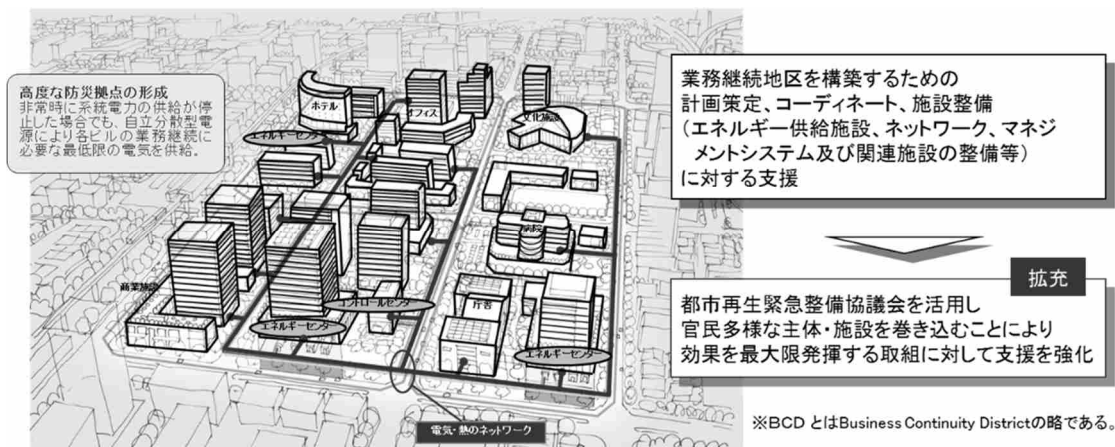 高度な防災拠点の形成
非常時に系統電力の供給が停
止した場合でも、自立分散型電
源により各ビルの業務継続に
必要な最低限の電気を供給。
ホテル
オフィス
文化施設
エネルギーセンター
病院
商業施設
コントロールセンター
庁舎
エネルギーセンター
エネルギーセンター
電気・熱のネットワーク
業務継続地区を構築するための
計画策定、コーディネート、施設整備
（エネルギー供給施設、ネットワーク、マネジ
メントシステム及び関連施設の整備等）
に対する支援
拡充
都市再生緊急整備協議会を活用し
官民多様な主体・施設を巻き込むことにより
効果を最大限発揮する取組に対して支援を強化
※BCD とはBusiness Continuity Districtの略である。